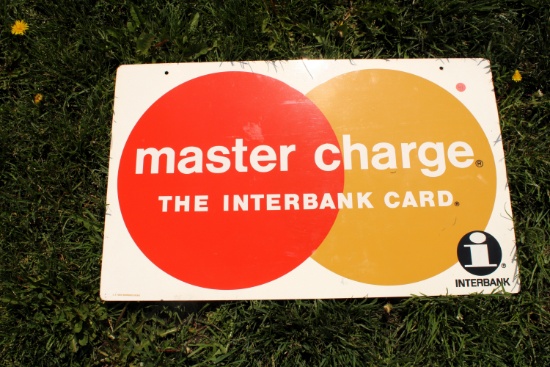 master charge®
THE INTERBANK CARD®
i®
INTERBANK